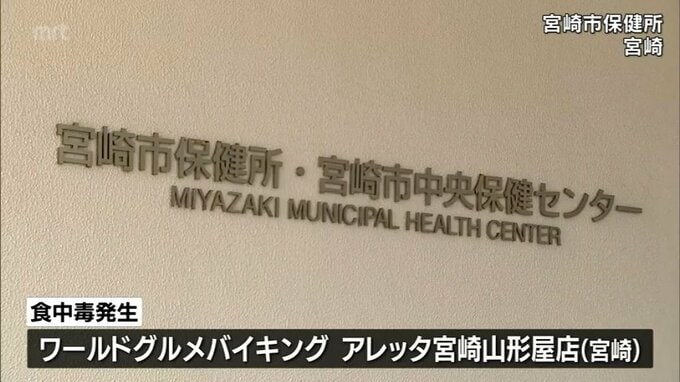 mrt
宮崎市保健所
宮崎
宮崎市保健所・宮崎市中央保健センター
MIYAZAKI MUNICIPAL HEALTH CENTER
食中毒発生
ワールドグルメバイキング アレッタ宮崎山形屋店(宮崎)